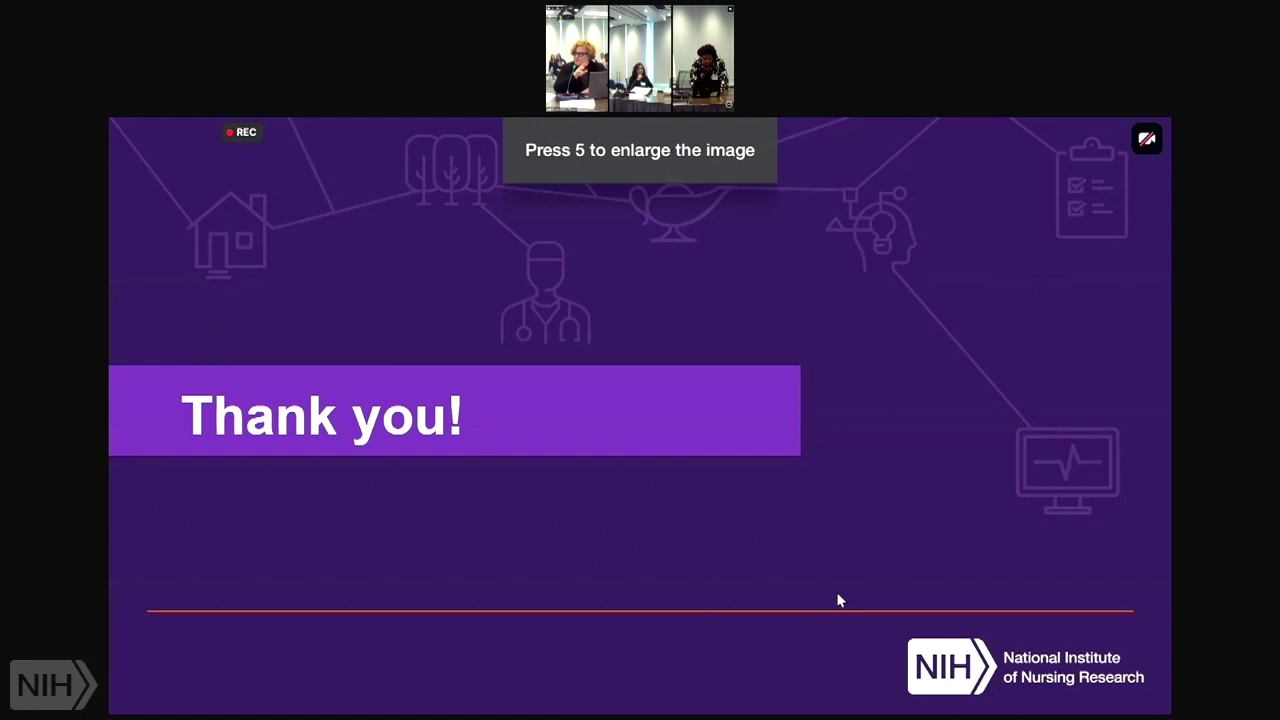 REC
Press 5 to enlarge the image
Thank you!
NIH
National Institute
of Nursing Research
NIH